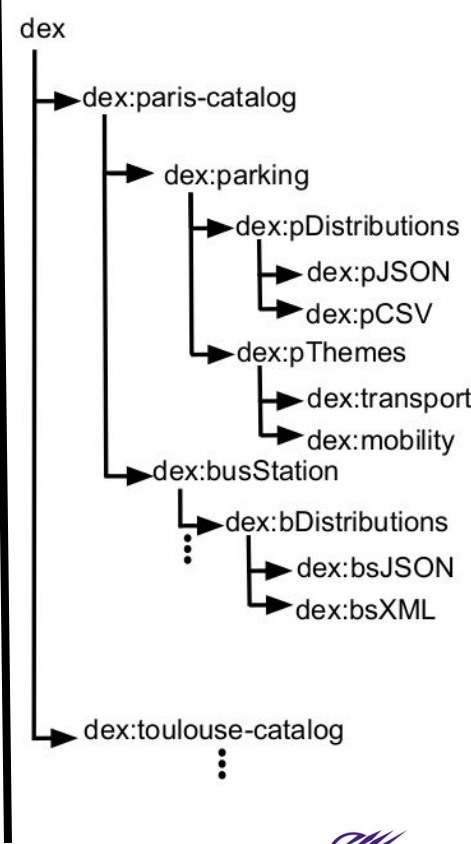 dex
dex:paris-catalog
dex:parking
dex:pDistributions
dex:pJSON
dex:pCSV
dex:pThemes
dex:transport
dex:mobility
dex:busStation
dex:bDistributions
dex:bsJSON
dex:bsXML
dex:toulouse-catalog